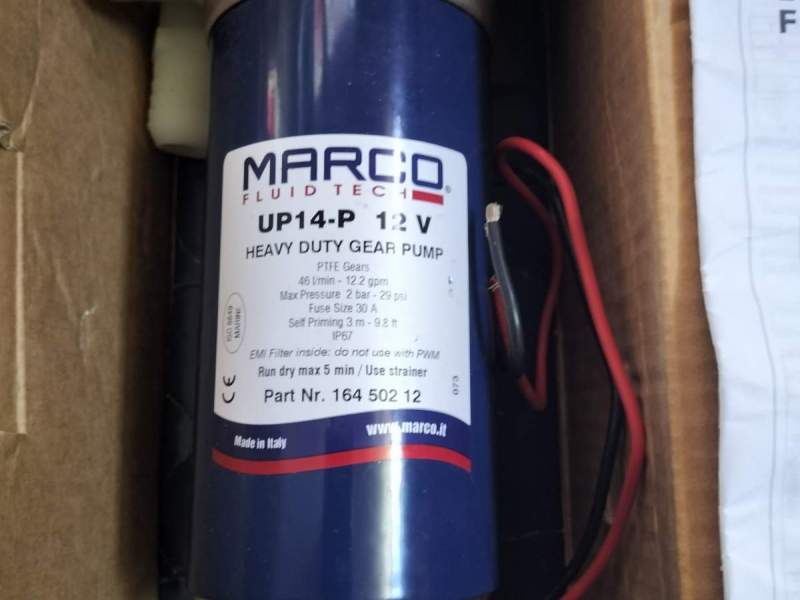 MARCO
FLUID TECH
UP14-P 12 V
HEAVY DUTY GEAR PUMP
PTFE Gears
46 l/min - 12.2 gpm
Max Pressure 2 bar - 29 psi
Fuse Size 30 A
Self Priming 3 m - 9.8 ft
IP67
ISO 8849
MARINE
EMI Filter inside: do not use with PWM
Run dry max 5 min / Use strainer
CE
Part Nr. 164 502 12
073
www.marco.it
Made in Italy
F